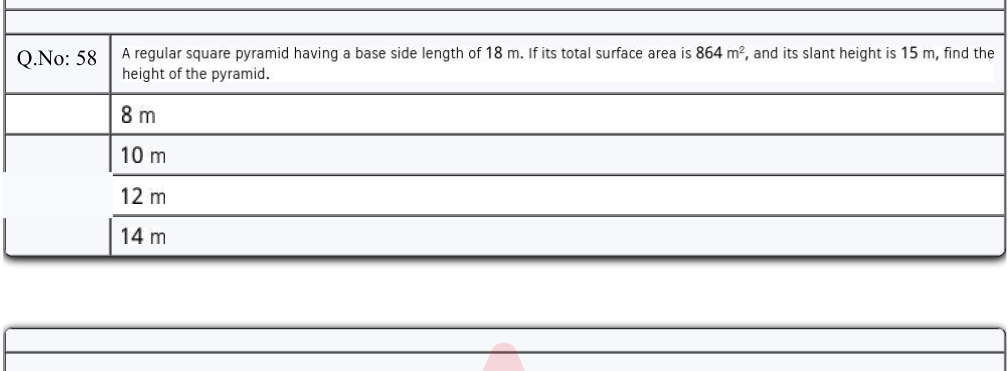 Q.No: 58
A regular square pyramid having a base side length of 18 m. If its total surface area is 864 m², and its slant height is 15 m, find the
height of the pyramid.
8 m
10 m
12 m
14 m